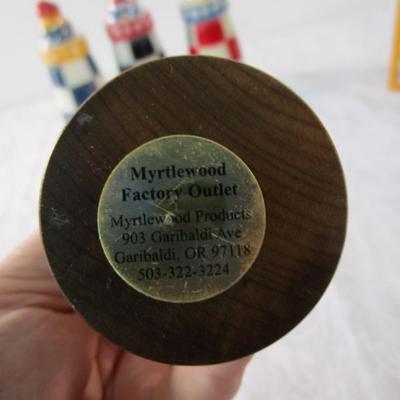 Myrtlewood
Factory Outlet
Myrtlewood Products
903 Garibaldi Ave
Garibaldi, OR 97118
503-322-3224